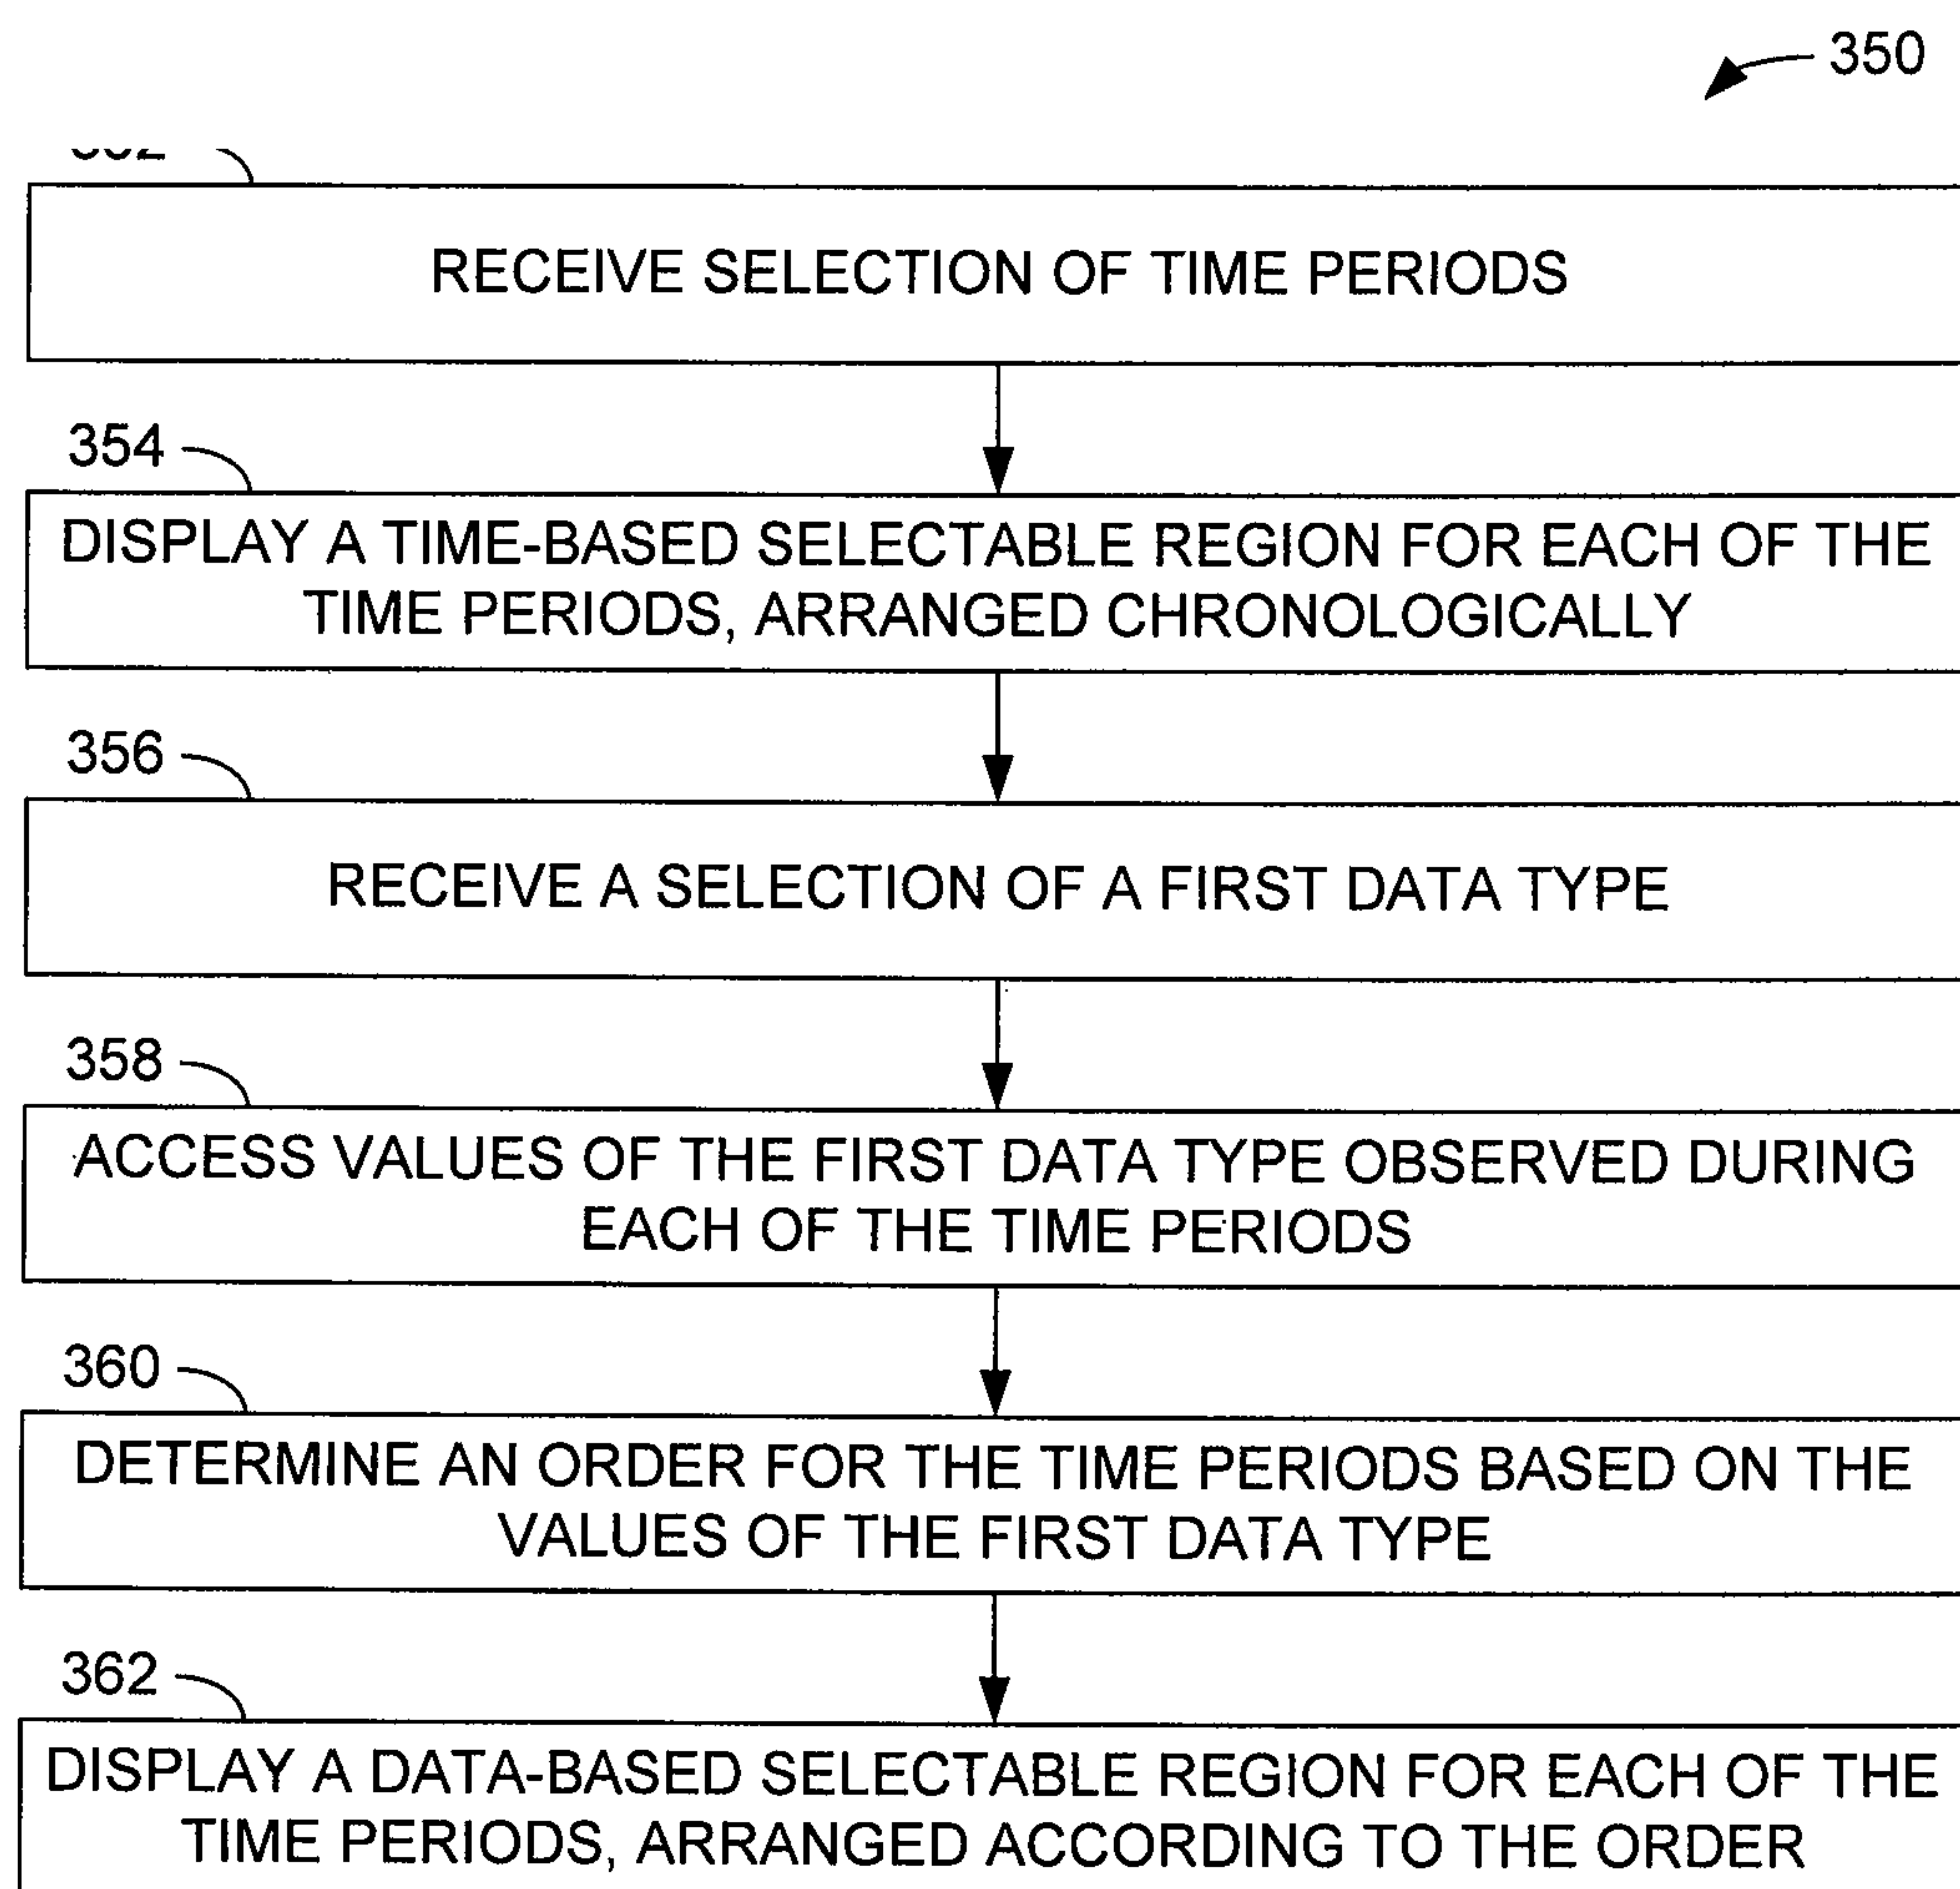 350
RECEIVE SELECTION OF TIME PERIODS
354
DISPLAY A TIME-BASED SELECTABLE REGION FOR EACH OF THE
TIME PERIODS, ARRANGED CHRONOLOGICALLY
356
RECEIVE A SELECTION OF A FIRST DATA TYPE
358
ACCESS VALUES OF THE FIRST DATA TYPE OBSERVED DURING
EACH OF THE TIME PERIODS
360
DETERMINE AN ORDER FOR THE TIME PERIODS BASED ON THE
VALUES OF THE FIRST DATA TYPE
362
DISPLAY A DATA-BASED SELECTABLE REGION FOR EACH OF THE
TIME PERIODS, ARRANGED ACCORDING TO THE ORDER